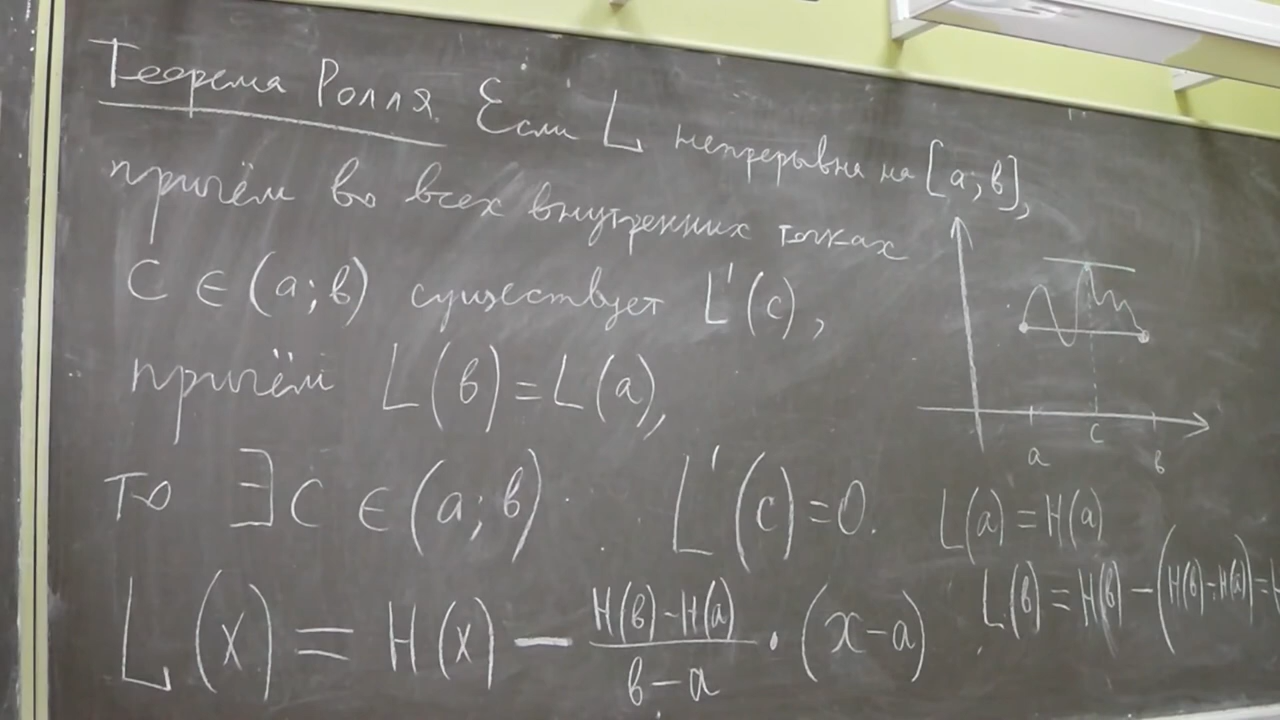 Теорема Ролля. Если L непрерывна на [a; в],
причём во всех внутренних точках
C ∈ (a; в) существует L'(c),
причём L(в) = L(a),
то ∃ C ∈ (a; в) : L'(c) = 0.
L(x) = H(x) − (H(в) − H(a))/(в − a) · (x − a)
a c в
L(a) = H(a)
L(в) = H(в) − (H(в) − H(a)) =